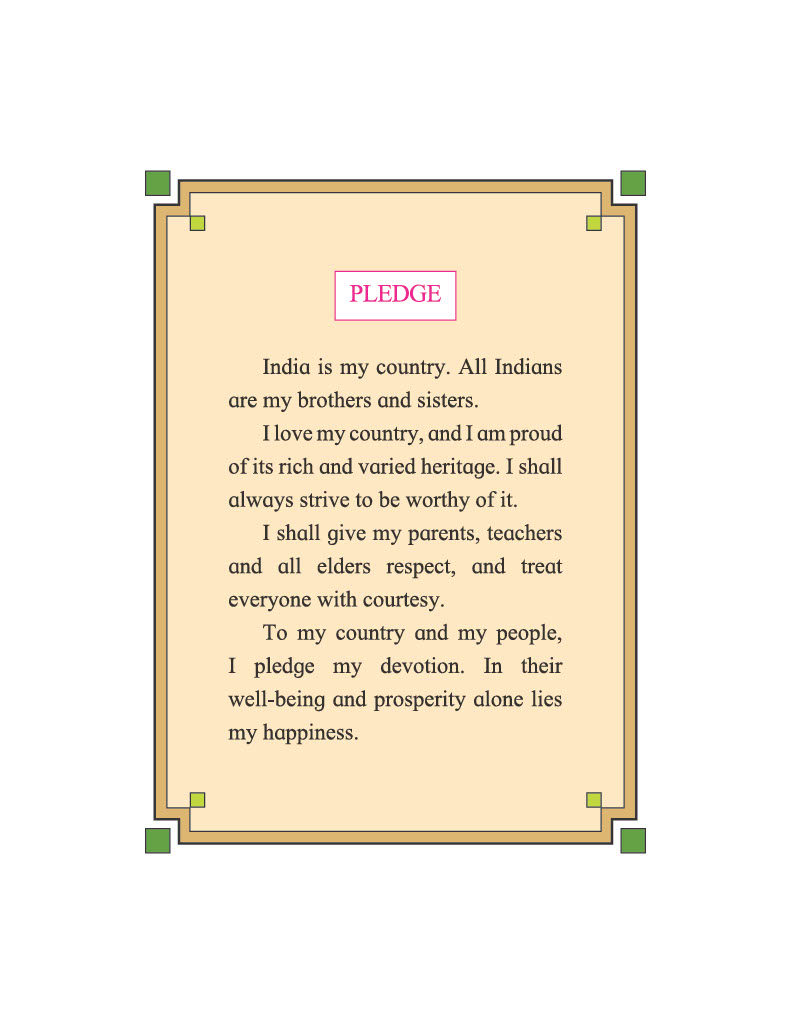 PLEDGE
India is my country. All Indians
are my brothers and sisters.
I love my country, and I am proud
of its rich and varied heritage. I shall
always strive to be worthy of it.
I shall give my parents, teachers
and all elders respect, and treat
everyone with courtesy.
To my country and my people,
I pledge my devotion. In their
well-being and prosperity alone lies
my happiness.